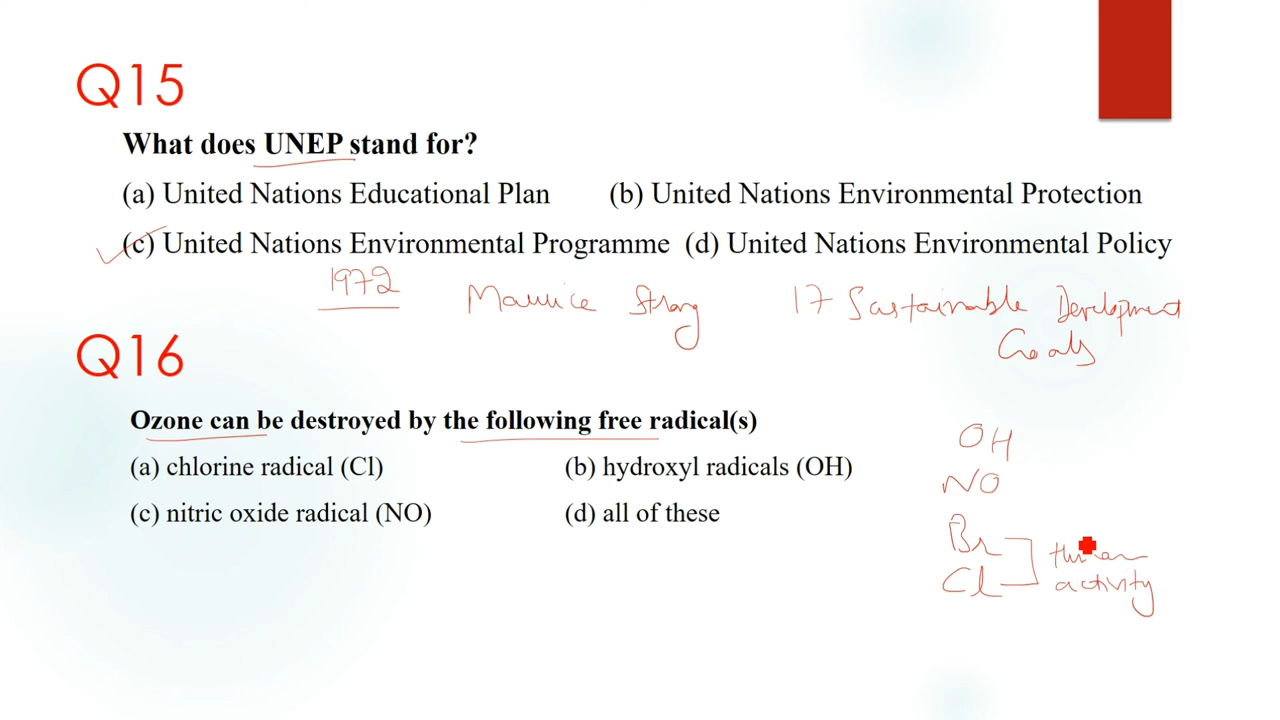 Q15
What does UNEP stand for?
(a) United Nations Educational Plan (b) United Nations Environmental Protection
(c) United Nations Environmental Programme (d) United Nations Environmental Policy
1972 Maurice Strong 17 Sustainable Development
Goals
Q16
Ozone can be destroyed by the following free radical(s)
(a) chlorine radical (Cl) (b) hydroxyl radicals (OH)
(c) nitric oxide radical (NO) (d) all of these
OH
NO
Br
Cl
activity